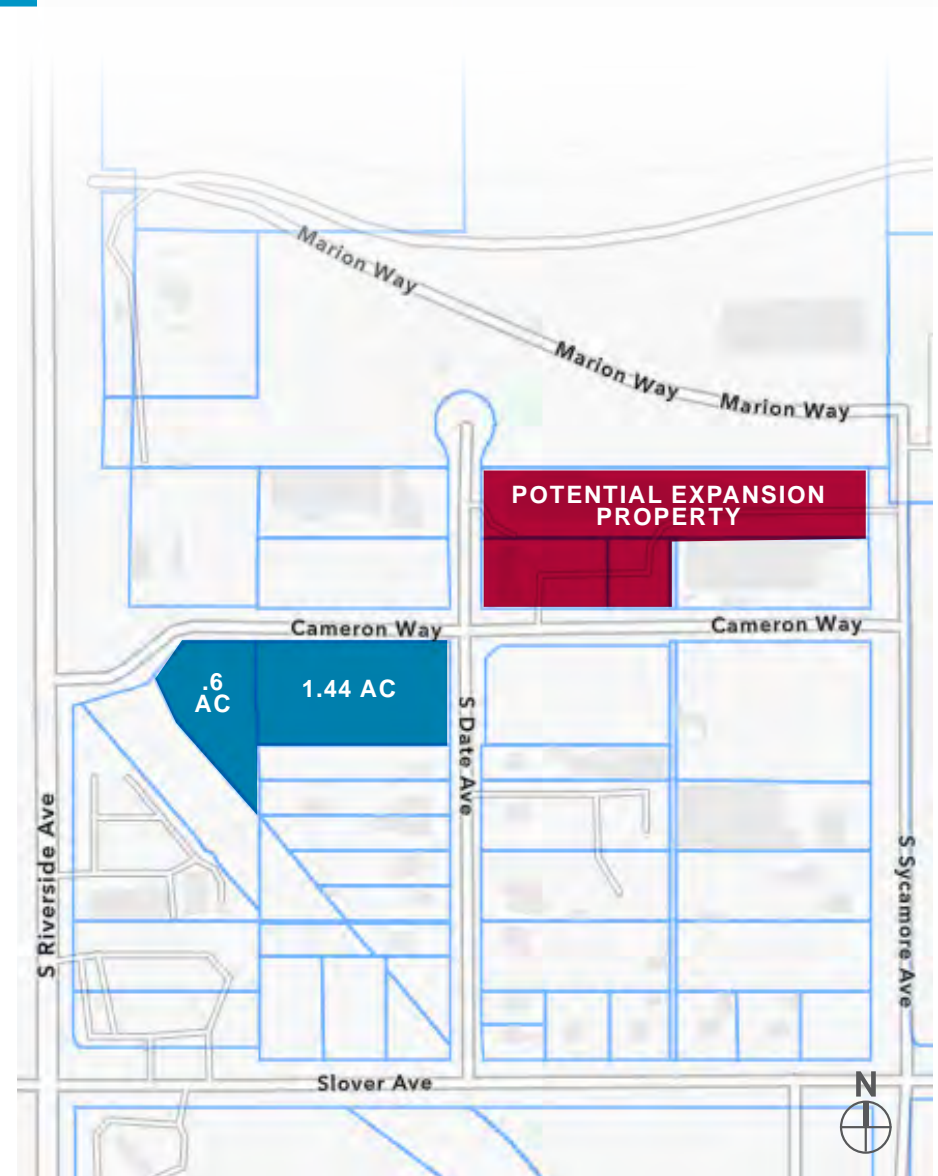 Marion Way
Marion Way
Marion Way
POTENTIAL EXPANSION
PROPERTY
Cameron Way
Cameron Way
.6
AC
1.44 AC
S Date Ave
S Riverside Ave
S Sycamore Ave
Slover Ave
N